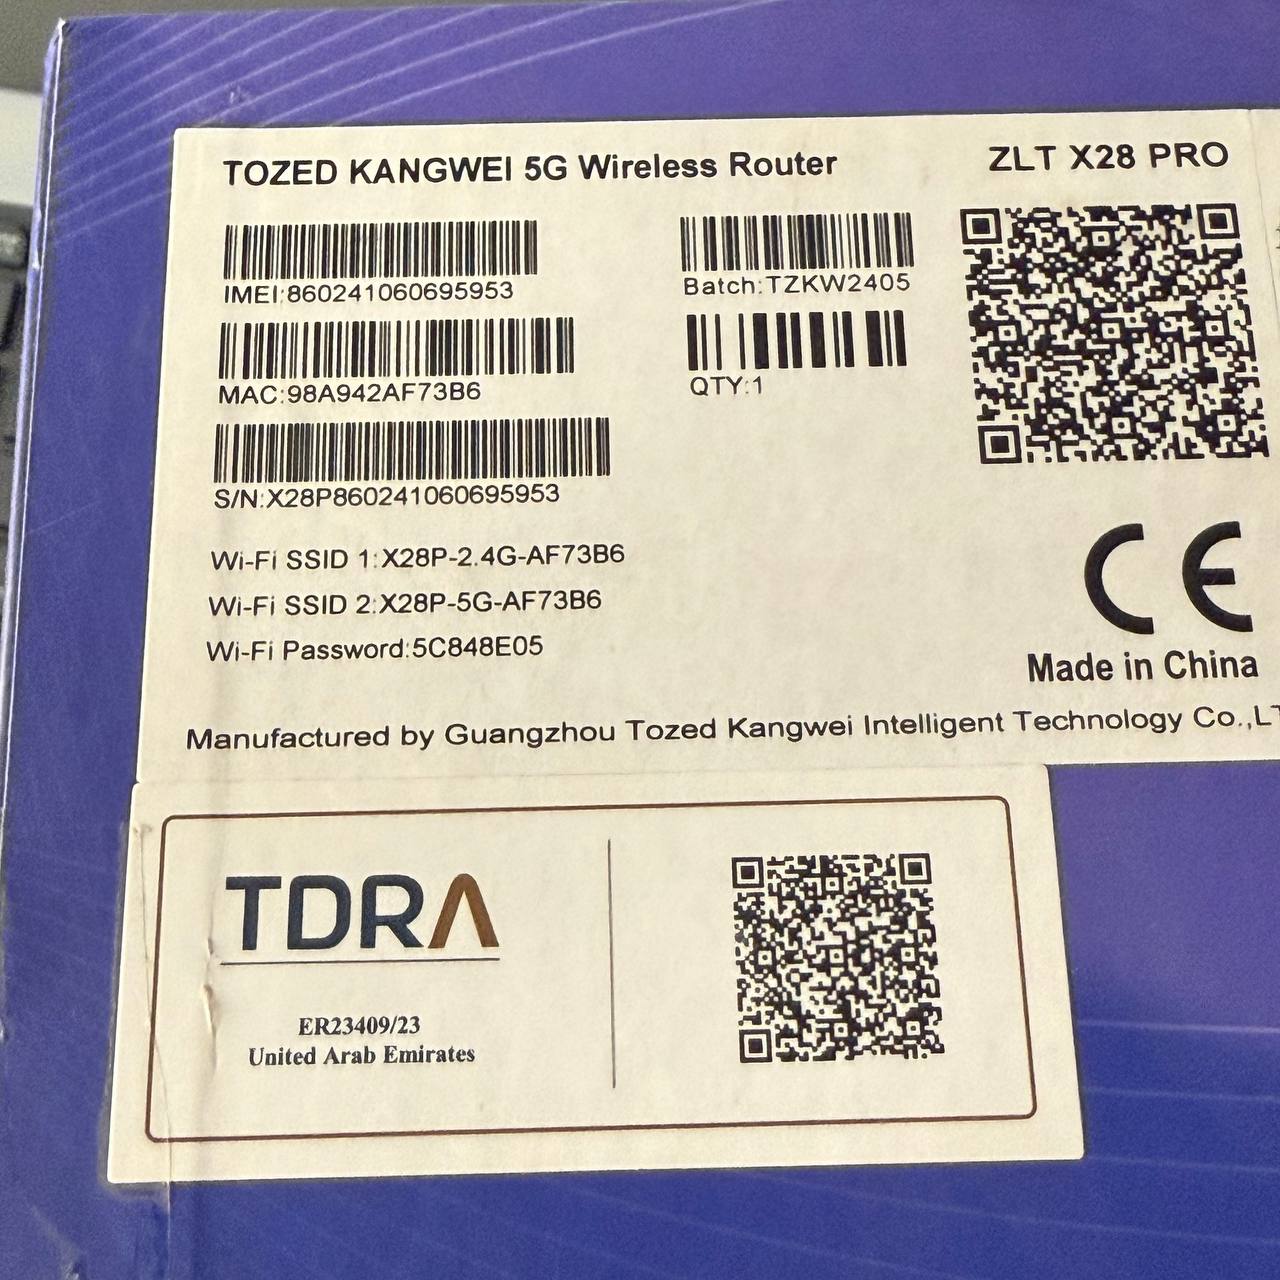 TOZED KANGWEI 5G Wireless Router
ZLT X28 PRO
IMEI:860241060695953
Batch:TZKW2405
MAC:98A942AF73B6
QTY:1
S/N:X28P860241060695953
Wi-Fi SSID 1:X28P-2.4G-AF73B6
Wi-Fi SSID 2:X28P-5G-AF73B6
Wi-Fi Password:5C848E05
CE
Made in China
Manufactured by Guangzhou Tozed Kangwei Intelligent Technology Co.,LT
TDRA
ER23409/23
United Arab Emirates